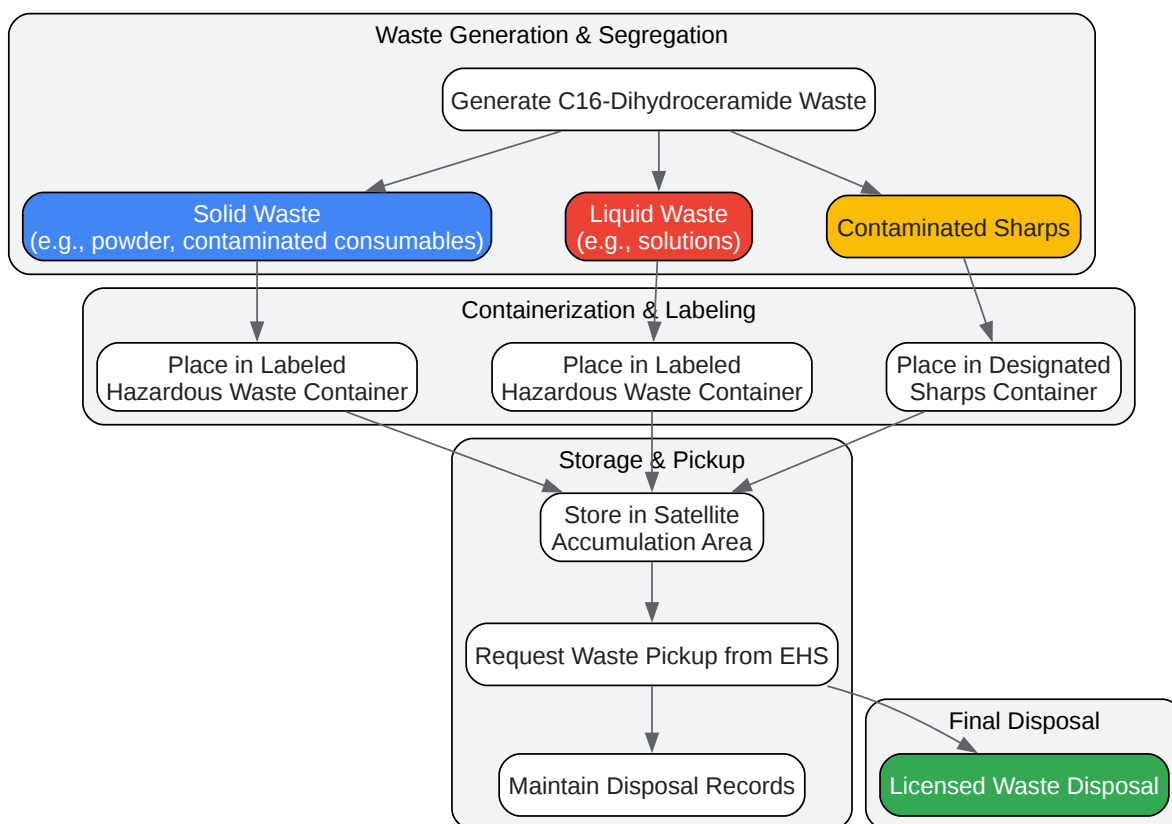 Waste Generation & Segregation
Generate C16-Dihydroceramide Waste
Solid Waste
(e.g., powder, contaminated consumables)
Liquid Waste
(e.g., solutions)
Contaminated Sharps
Containerization & Labeling
Place in Labeled
Hazardous Waste Container
Place in Labeled
Hazardous Waste Container
Place in Designated
Sharps Container
Storage & Pickup
Store in Satellite
Accumulation Area
Request Waste Pickup from EHS
Maintain Disposal Records
Final Disposal
Licensed Waste Disposal